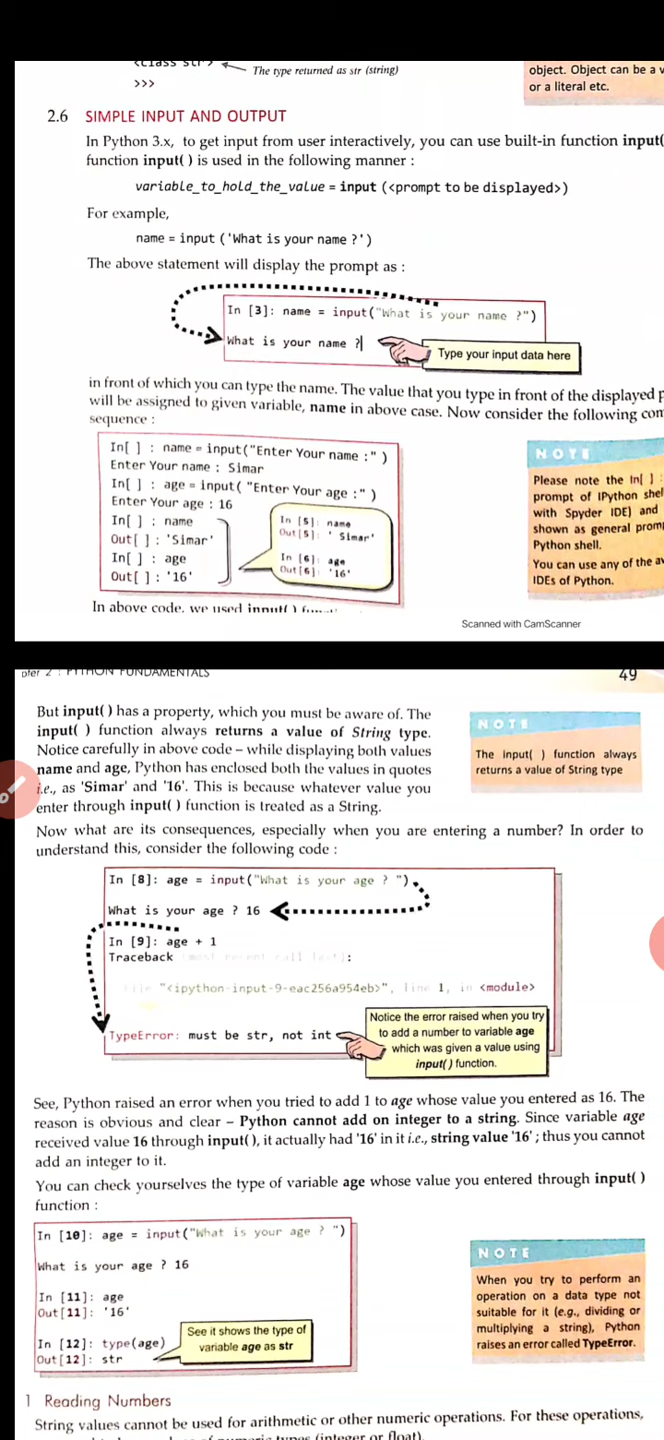 <class str>
The type returned as str (string)
>>>
object. Object can be a
or a literal etc.
2.6 SIMPLE INPUT AND OUTPUT
In Python 3.x, to get input from user interactively, you can use built-in function input(
function input( ) is used in the following manner :
variable_to_hold_the_value = input (<prompt to be displayed>)
For example,
name = input ('What is your name ?')
The above statement will display the prompt as :
In [3]: name = input("What is your name ?")
What is your name ?
Type your input data here
in front of which you can type the name. The value that you type in front of the displayed
will be assigned to given variable, name in above case. Now consider the following
sequence :
In[ ] : name = input("Enter Your name :" )
Enter Your name : Simar
In[ ] : age = input( "Enter Your age :" )
Enter Your age : 16
In[ ] : name
Out[ ] : 'Simar'
In[ ] : age
Out[ ] : '16'
In [5]: name
Out[5]: ' Simar'
In [6]: age
Out[6]: '16'
NOTE
Please note the In[ ] :
prompt of IPython
with Spyder IDE) and
shown as general
Python shell.
You can use any of the
IDEs of Python.
In above code, we used input( )
Scanned with CamScanner
2 : PYTHON FUNDAMENTALS
49
But input( ) has a property, which you must be aware of. The
input( ) function always returns a value of String type.
Notice carefully in above code – while displaying both values
name and age, Python has enclosed both the values in quotes
i.e., as 'Simar' and '16'. This is because whatever value you
enter through input( ) function is treated as a String.
NOTE
The input( ) function always
returns a value of String type
Now what are its consequences, especially when you are entering a number? In order to
understand this, consider the following code :
In [8]: age = input("What is your age ? ")
What is your age ? 16
In [9]: age + 1
Traceback (most recent call last):
File "<ipython-input-9-eac256a954eb>", line 1, in <module>
TypeError: must be str, not int
Notice the error raised when you try
to add a number to variable age
which was given a value using
input( ) function.
See, Python raised an error when you tried to add 1 to age whose value you entered as 16. The
reason is obvious and clear – Python cannot add on integer to a string. Since variable age
received value 16 through input( ), it actually had '16' in it i.e., string value '16' ; thus you cannot
add an integer to it.
You can check yourselves the type of variable age whose value you entered through input( )
function :
In [10]: age = input("What is your age ? ")
What is your age ? 16
In [11]: age
Out[11]: '16'
In [12]: type(age)
Out[12]: str
See it shows the type of
variable age as str
NOTE
When you try to perform an
operation on a data type not
suitable for it (e.g., dividing or
multiplying a string), Python
raises an error called TypeError.
1 Reading Numbers
String values cannot be used for arithmetic or other numeric operations. For these operations,
numeric types (integer or float).